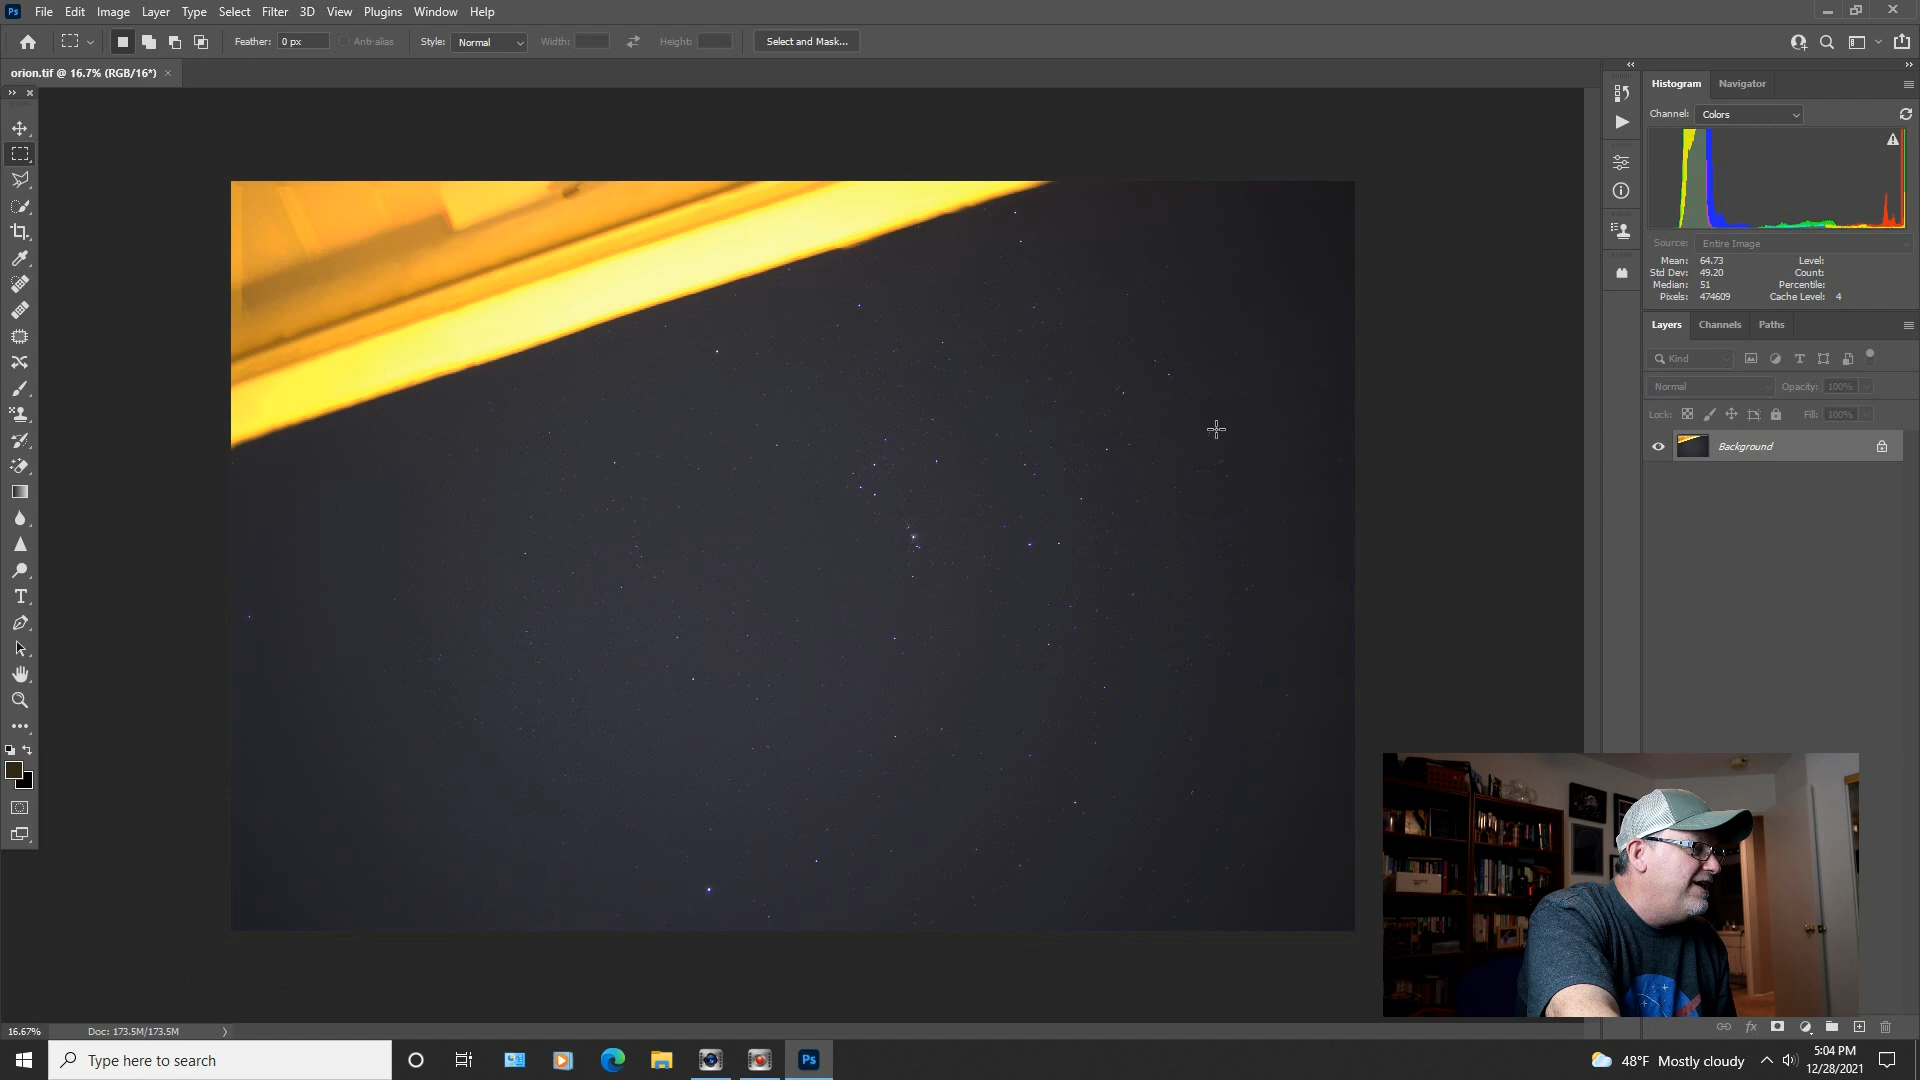 Ps File Edit Image Layer Type Select Filter 3D View Plugins Window Help
Feather: 0 px Anti-alias Style: Normal Width: Height: Select and Mask...
orion.tif @ 16.7% (RGB/16*)
Histogram Navigator
Channel: Colors
Source: Entire Image
Mean: 64.73 Level:
Std Dev: 49.20 Count:
Median: 51 Percentile:
Pixels: 474609 Cache Level: 4
Layers Channels Paths
Kind
Normal Opacity: 100%
Lock: Fill: 100%
Background
16.67% Doc: 173.5M/173.5M
Type here to search
Ps
48°F Mostly cloudy
5:04 PM
12/28/2021